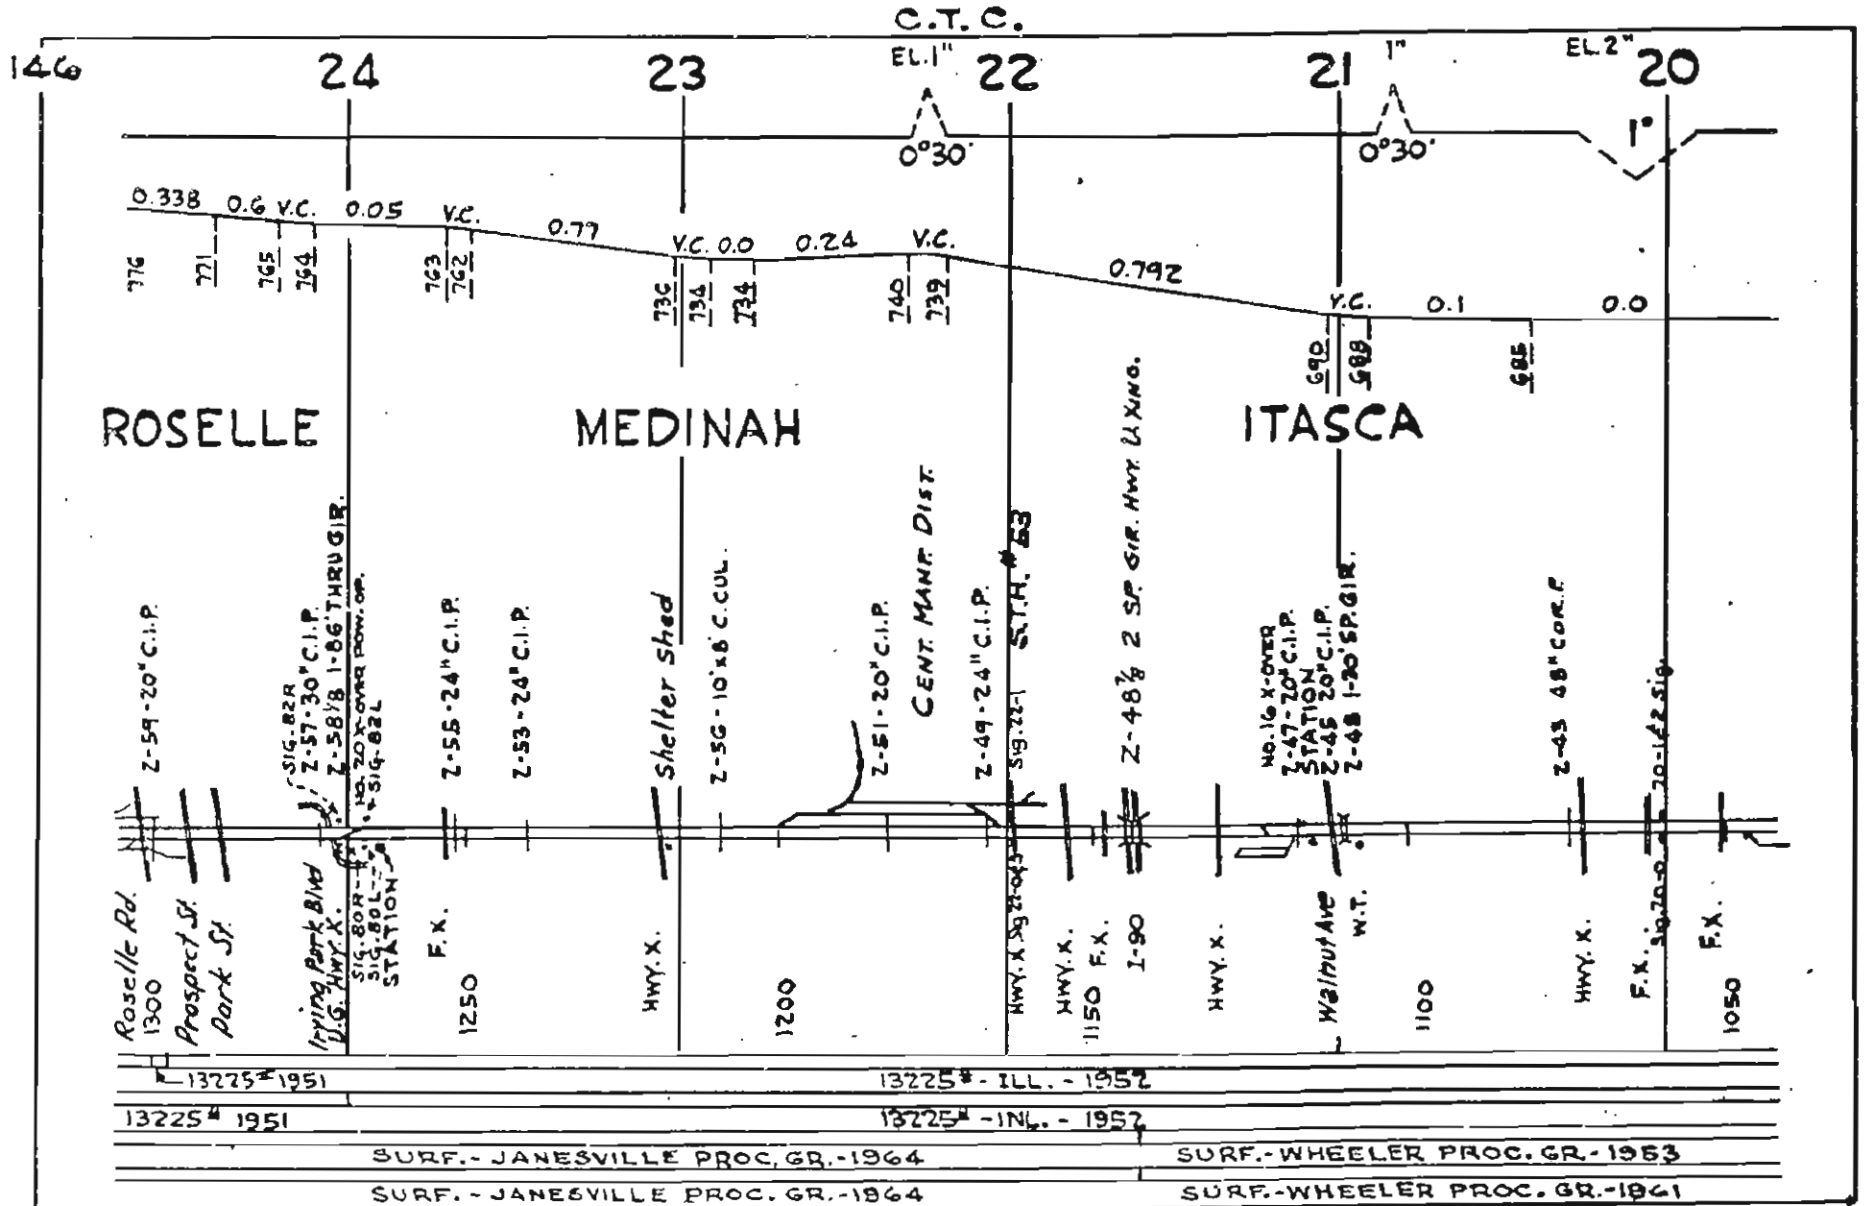 C.T.C.
146
24
23
EL.1"
22
21
1"
EL.2"
20
A
A
0°30'
0°30'
1°
0.338
0.6
V.C.
0.05
V.C.
0.77
V.C.
0.0
0.24
V.C.
0.792
V.C.
0.1
0.0
776
771
765
764
763
762
736
734
734
740
739
690
688
685
ROSELLE
MEDINAH
ITASCA
Z-59-20" C.I.P.
SIG.82R
Z-57-30" C.I.P.
Z-58⅛ 1-86' THRU GIR.
NO. 20 X-OVER POW. OP.
SIG-82L
Z-55-24" C.I.P.
Z-53-24" C.I.P.
Shelter Shed
Z-56-10'x8' C. CUL.
Z-51-20" C.I.P.
CENT. MANF. DIST.
Z-49-24" C.I.P.
Sig.22-1
S.T.H. #53
Z-48⅞ 2 SP. GIR. HWY. U. XING.
NO.16 X-OVER
Z-47-20" C.I.P.
STATION
Z-45 20" C.I.P.
Z-48 1-20' SP. GIR.
Z-43 48" COR.P.
70-1&2 Sig.
Roselle Rd.
1300
Prospect St.
Park St.
Irving Park Blvd
U.G. HWY. X.
SIG.80R
SIG.80L
STATION
F.X.
1250
HWY. X.
1200
HWY. X.
HWY. X.
1150
F.X.
I-90
HWY. X.
Walnut Ave
W.T.
1100
HWY. X.
F.X.
F.X.
1050
13225# 1951
13225# - ILL. - 1952
13225# 1951
13225# - INL. - 1952
SURF.- JANESVILLE PROC. GR.-1964
SURF.-WHEELER PROC. GR.-1953
SURF. - JANESVILLE PROC. GR.-1964
SURF.-WHEELER PROC. GR.-1961